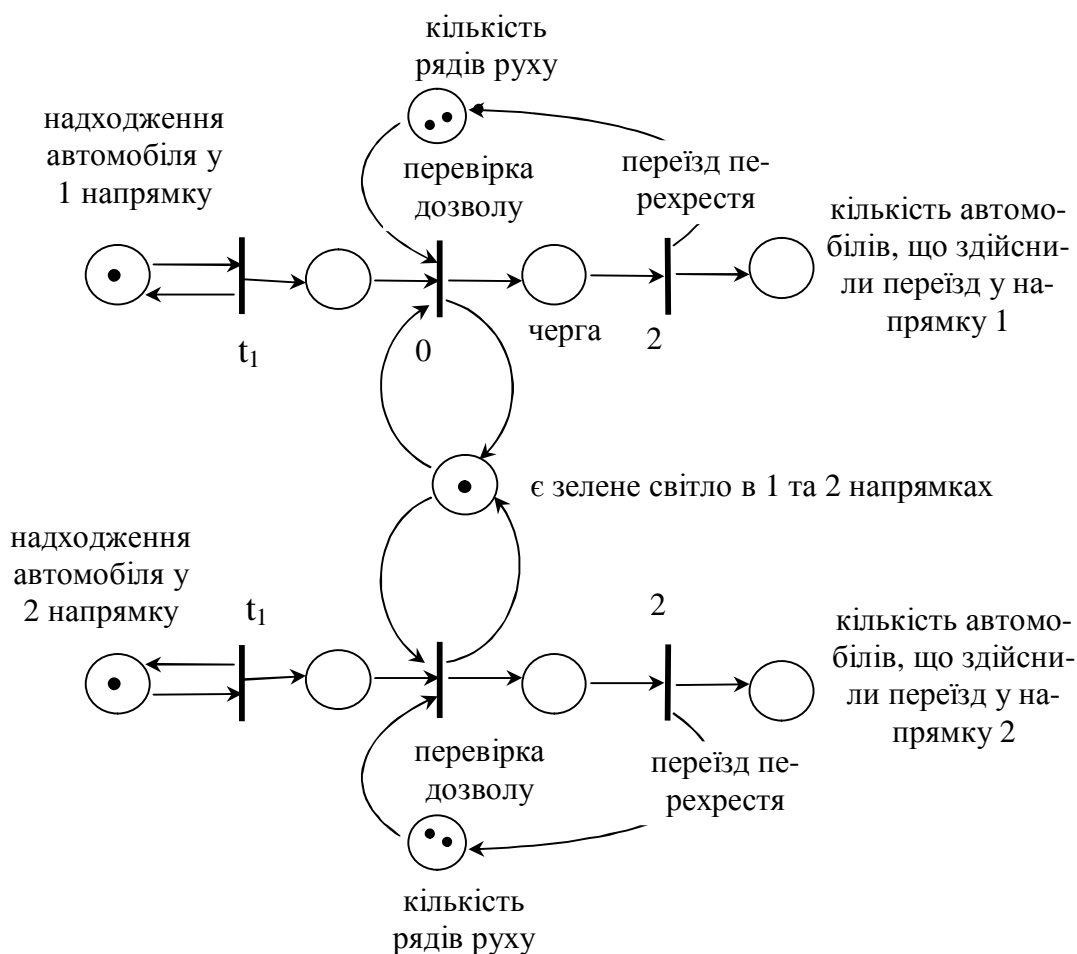 кількість
рядів руху
надходження
автомобіля у
1 напрямку
перевірка
дозволу
переїзд пе-
рехрестя
кількість автомо-
білів, що здійсни-
ли переїзд у на-
прямку 1
t₁
0
черга
2
є зелене світло в 1 та 2 напрямках
надходження
автомобіля у
2 напрямку
t₁
2
кількість автомо-
білів, що здійсни-
ли переїзд у на-
прямку 2
перевірка
дозволу
переїзд пе-
рехрестя
кількість
рядів руху